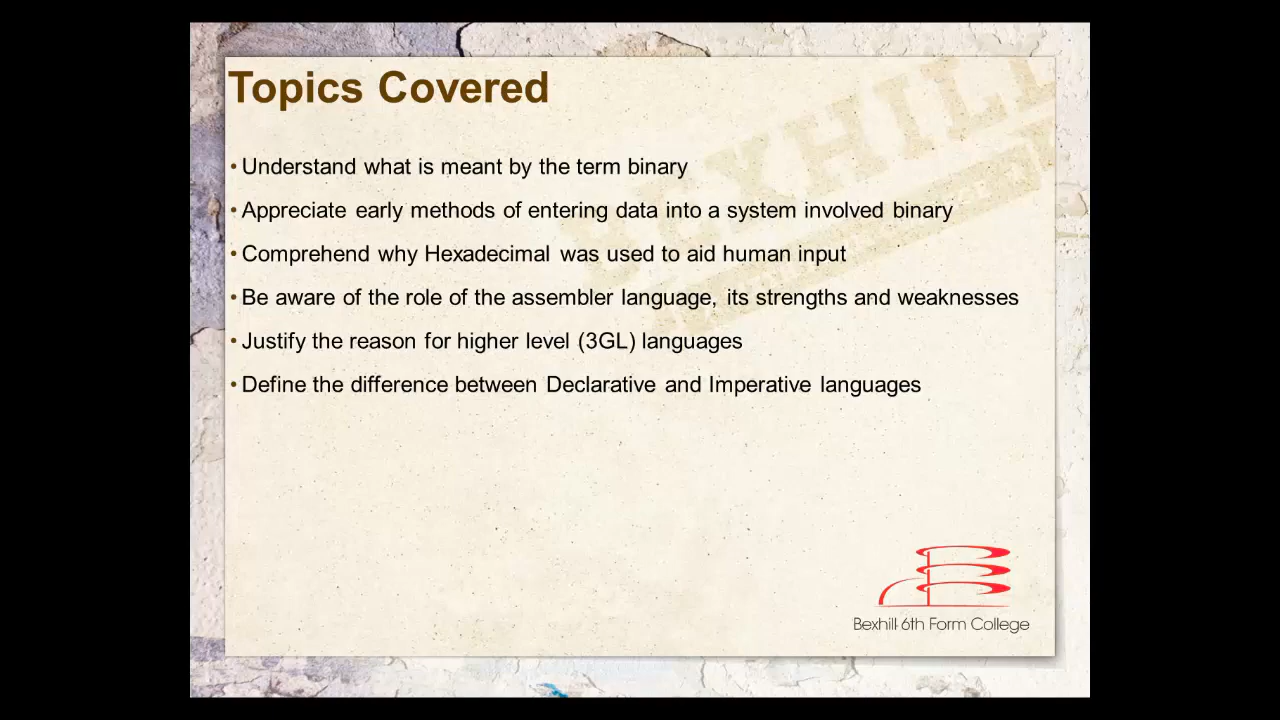 Topics Covered
• Understand what is meant by the term binary
• Appreciate early methods of entering data into a system involved binary
• Comprehend why Hexadecimal was used to aid human input
• Be aware of the role of the assembler language, its strengths and weaknesses
• Justify the reason for higher level (3GL) languages
• Define the difference between Declarative and Imperative languages
BEXHILL
Bexhill 6th Form College